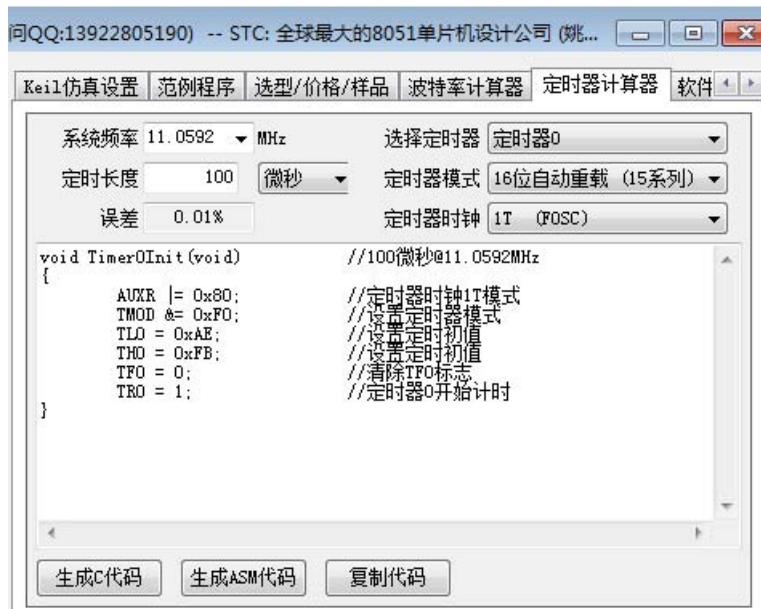 问QQ:13922805190) -- STC: 全球最大的8051单片机设计公司 (姚...
Keil仿真设置 范例程序 选型/价格/样品 波特率计算器 定时器计算器 软件
系统频率 11.0592 MHz 选择定时器 定时器0
定时长度 100 微秒 定时器模式 16位自动重载 (15系列)
误差 0.01% 定时器时钟 1T (FOSC)
void Timer0Init(void) //100微秒@11.0592MHz
{
AUXR |= 0x80; //定时器时钟1T模式
TMOD &= 0xF0; //设置定时器模式
TL0 = 0xAE; //设置定时初值
TH0 = 0xFB; //设置定时初值
TF0 = 0; //清除TF0标志
TR0 = 1; //定时器0开始计时
}
生成C代码 生成ASM代码 复制代码